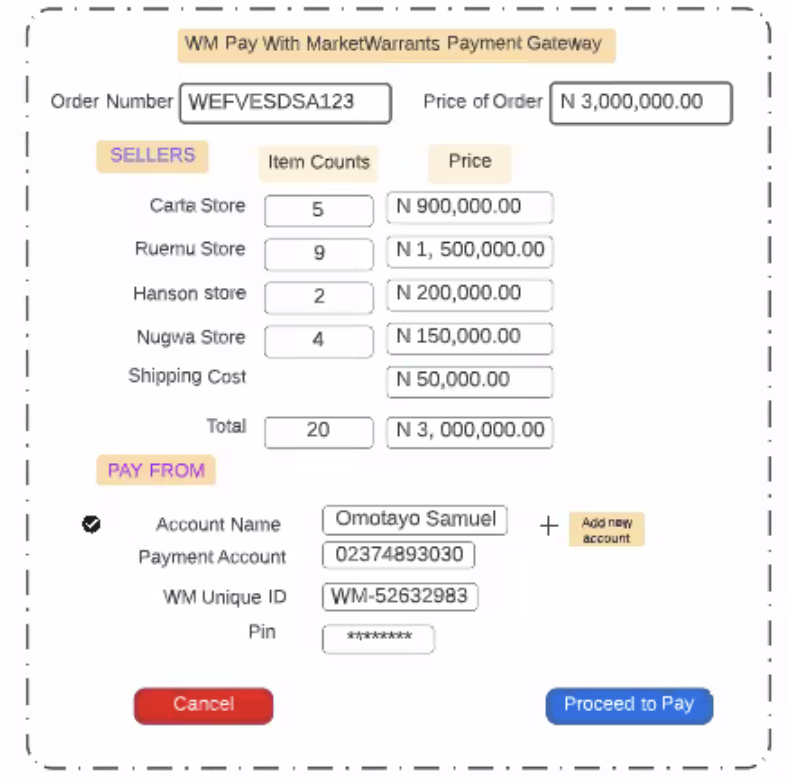 WM Pay With MarketWarrants Payment Gateway
Order Number WEFVESDSA123 Price of Order N 3,000,000.00
SELLERS Item Counts Price
Carta Store 5 N 900,000.00
Ruemu Store 9 N 1, 500,000.00
Hanson store 2 N 200,000.00
Nugwa Store 4 N 150,000.00
Shipping Cost N 50,000.00
Total 20 N 3, 000,000.00
PAY FROM
Account Name Omotayo Samuel + Add new
account
Payment Account 02374893030
WM Unique ID WM-52632983
Pin ********
Cancel Proceed to Pay